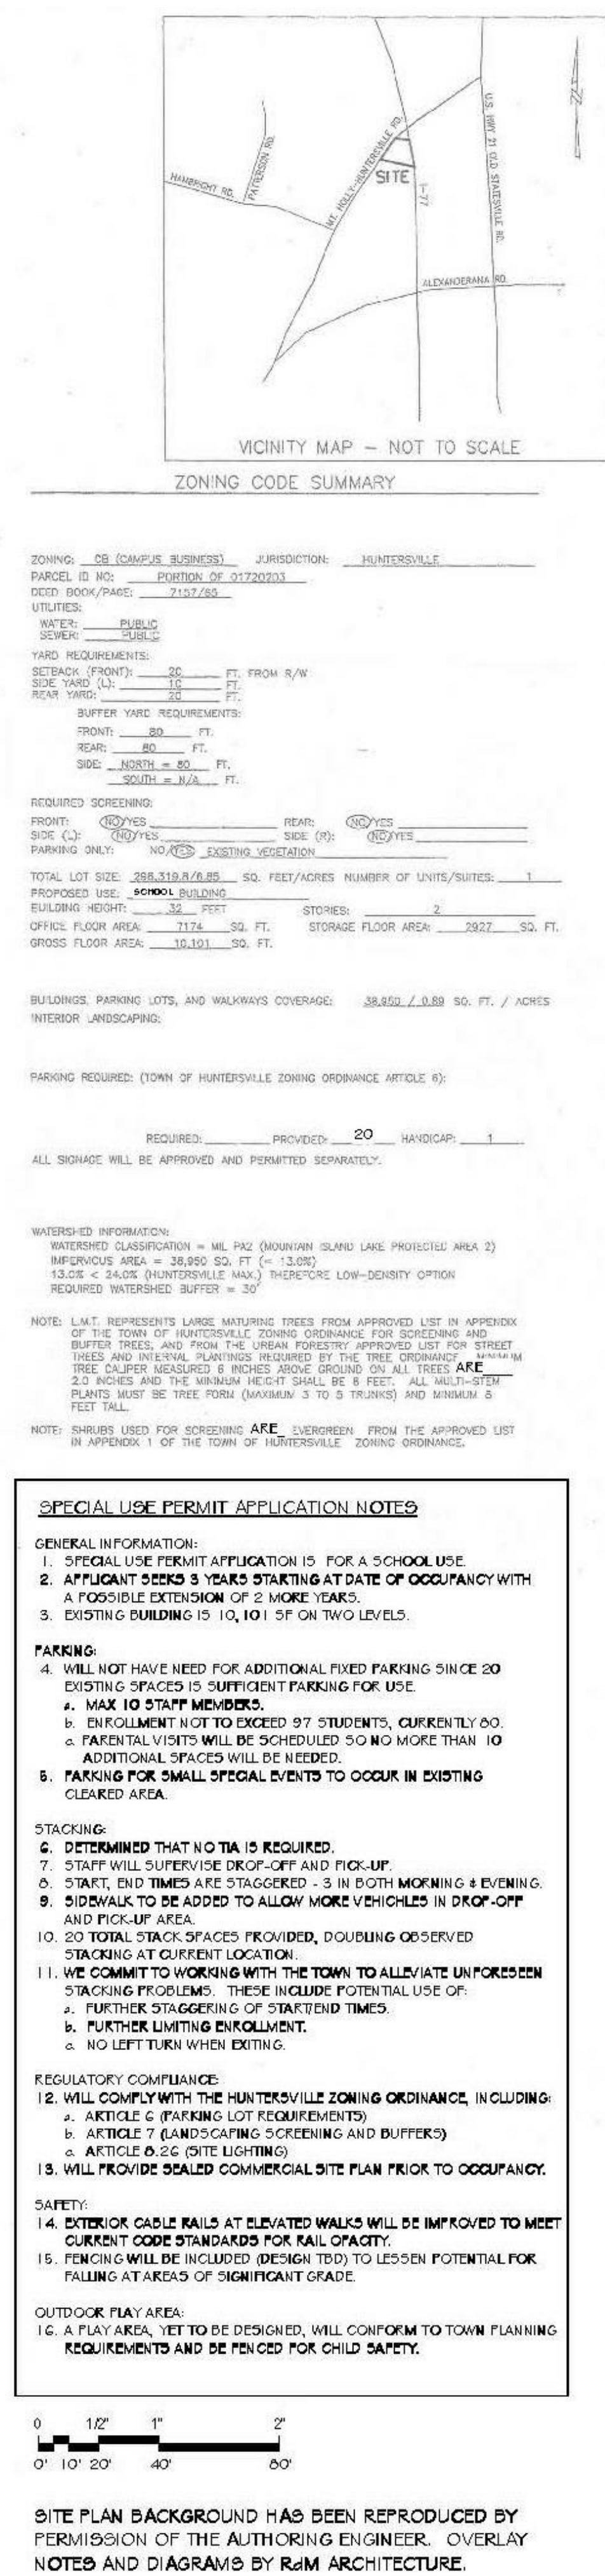 N
HAMBRIGHT RD.
PATTERSON RD.
MT. HOLLY-HUNTERSVILLE RD.
SITE
I-77
U.S. HWY 21 OLD STATESVILLE RD.
ALEXANDERANA RD.
VICINITY MAP - NOT TO SCALE
ZONING CODE SUMMARY
ZONING: CB (CAMPUS BUSINESS) JURISDICTION: HUNTERSVILLE
PARCEL ID NO: PORTION OF 01720203
DEED BOOK/PAGE: 7157/65
UTILITIES:
WATER: PUBLIC
SEWER: PUBLIC
YARD REQUIREMENTS:
SETBACK (FRONT): 20 FT. FROM R/W
SIDE YARD (L): 10 FT.
REAR YARD: 20 FT.
BUFFER YARD REQUIREMENTS:
FRONT: 80 FT.
REAR: 80 FT.
SIDE: NORTH = 80 FT.
SOUTH = N/A FT.
REQUIRED SCREENING:
FRONT: NO/YES REAR: NO/YES
SIDE (L): NO/YES SIDE (R): NO/YES
PARKING ONLY: NO/YES EXISTING VEGETATION
TOTAL LOT SIZE: 298,319.8/6.85 SQ. FEET/ACRES NUMBER OF UNITS/SUITES: 1
PROPOSED USE: SCHOOL BUILDING
BUILDING HEIGHT: 32 FEET STORIES: 2
OFFICE FLOOR AREA: 7174 SQ. FT. STORAGE FLOOR AREA: 2927 SQ. FT.
GROSS FLOOR AREA: 10,101 SQ. FT.
BUILDINGS, PARKING LOTS, AND WALKWAYS COVERAGE: 38,950 / 0.89 SQ. FT. / ACRES
INTERIOR LANDSCAPING:
PARKING REQUIRED: (TOWN OF HUNTERSVILLE ZONING ORDINANCE ARTICLE 6):
REQUIRED: PROVIDED: 20 HANDICAP: 1
ALL SIGNAGE WILL BE APPROVED AND PERMITTED SEPARATELY.
WATERSHED INFORMATION:
WATERSHED CLASSIFICATION = MIL PA2 (MOUNTAIN ISLAND LAKE PROTECTED AREA 2)
IMPERVIOUS AREA = 38,950 SQ. FT (= 13.0%)
13.0% < 24.0% (HUNTERSVILLE MAX.) THEREFORE LOW-DENSITY OPTION
REQUIRED WATERSHED BUFFER = 30'
NOTE: L.M.T. REPRESENTS LARGE MATURING TREES FROM APPROVED LIST IN APPENDIX
OF THE TOWN OF HUNTERSVILLE ZONING ORDINANCE FOR SCREENING AND
BUFFER TREES, AND FROM THE URBAN FORESTRY APPROVED LIST FOR STREET
TREES AND INTERNAL PLANTINGS REQUIRED BY THE TREE ORDINANCE. MINIMUM
TREE CALIPER MEASURED 6 INCHES ABOVE GROUND ON ALL TREES ARE
2.0 INCHES AND THE MINIMUM HEIGHT SHALL BE 8 FEET. ALL MULTI-STEM
PLANTS MUST BE TREE FORM (MAXIMUM 3 TO 5 TRUNKS) AND MINIMUM 8
FEET TALL.
NOTE: SHRUBS USED FOR SCREENING ARE EVERGREEN FROM THE APPROVED LIST
IN APPENDIX 1 OF THE TOWN OF HUNTERSVILLE ZONING ORDINANCE.
SPECIAL USE PERMIT APPLICATION NOTES
GENERAL INFORMATION:
1. SPECIAL USE PERMIT APPLICATION IS FOR A SCHOOL USE.
2. APPLICANT SEEKS 3 YEARS STARTING AT DATE OF OCCUPANCY WITH
A POSSIBLE EXTENSION OF 2 MORE YEARS.
3. EXISTING BUILDING IS 10,101 SF ON TWO LEVELS.
PARKING:
4. WILL NOT HAVE NEED FOR ADDITIONAL FIXED PARKING SINCE 20
EXISTING SPACES IS SUFFICIENT PARKING FOR USE.
a. MAX 10 STAFF MEMBERS.
b. ENROLLMENT NOT TO EXCEED 97 STUDENTS, CURRENTLY 80.
c. PARENTAL VISITS WILL BE SCHEDULED SO NO MORE THAN 10
ADDITIONAL SPACES WILL BE NEEDED.
5. PARKING FOR SMALL SPECIAL EVENTS TO OCCUR IN EXISTING
CLEARED AREA.
STACKING:
6. DETERMINED THAT NO TIA IS REQUIRED.
7. STAFF WILL SUPERVISE DROP-OFF AND PICK-UP.
8. START, END TIMES ARE STAGGERED - 3 IN BOTH MORNING & EVENING.
9. SIDEWALK TO BE ADDED TO ALLOW MORE VEHICHLES IN DROP-OFF
AND PICK-UP AREA.
10. 20 TOTAL STACK SPACES PROVIDED, DOUBLING OBSERVED
STACKING AT CURRENT LOCATION.
11. WE COMMIT TO WORKING WITH THE TOWN TO ALLEVIATE UNFORESEEN
STACKING PROBLEMS. THESE INCLUDE POTENTIAL USE OF:
a. FURTHER STAGGERING OF START/END TIMES.
b. FURTHER LIMITING ENROLLMENT.
c. NO LEFT TURN WHEN EXITING.
REGULATORY COMPLIANCE:
12. WILL COMPLY WITH THE HUNTERSVILLE ZONING ORDINANCE, INCLUDING:
a. ARTICLE 6 (PARKING LOT REQUIREMENTS)
b. ARTICLE 7 (LANDSCAPING SCREENING AND BUFFERS)
c. ARTICLE 8.26 (SITE LIGHTING)
13. WILL PROVIDE SEALED COMMERCIAL SITE PLAN PRIOR TO OCCUPANCY.
SAFETY:
14. EXTERIOR CABLE RAILS AT ELEVATED WALKS WILL BE IMPROVED TO MEET
CURRENT CODE STANDARDS FOR RAIL OPACITY.
15. FENCING WILL BE INCLUDED (DESIGN TBD) TO LESSEN POTENTIAL FOR
FALLING AT AREAS OF SIGNIFICANT GRADE.
OUTDOOR PLAY AREA:
16. A PLAY AREA, YET TO BE DESIGNED, WILL CONFORM TO TOWN PLANNING
REQUIREMENTS AND BE FENCED FOR CHILD SAFETY.
0 1/2" 1" 2"
0' 10' 20' 40' 80'
SITE PLAN BACKGROUND HAS BEEN REPRODUCED BY
PERMISSION OF THE AUTHORING ENGINEER. OVERLAY
NOTES AND DIAGRAMS BY RdM ARCHITECTURE.